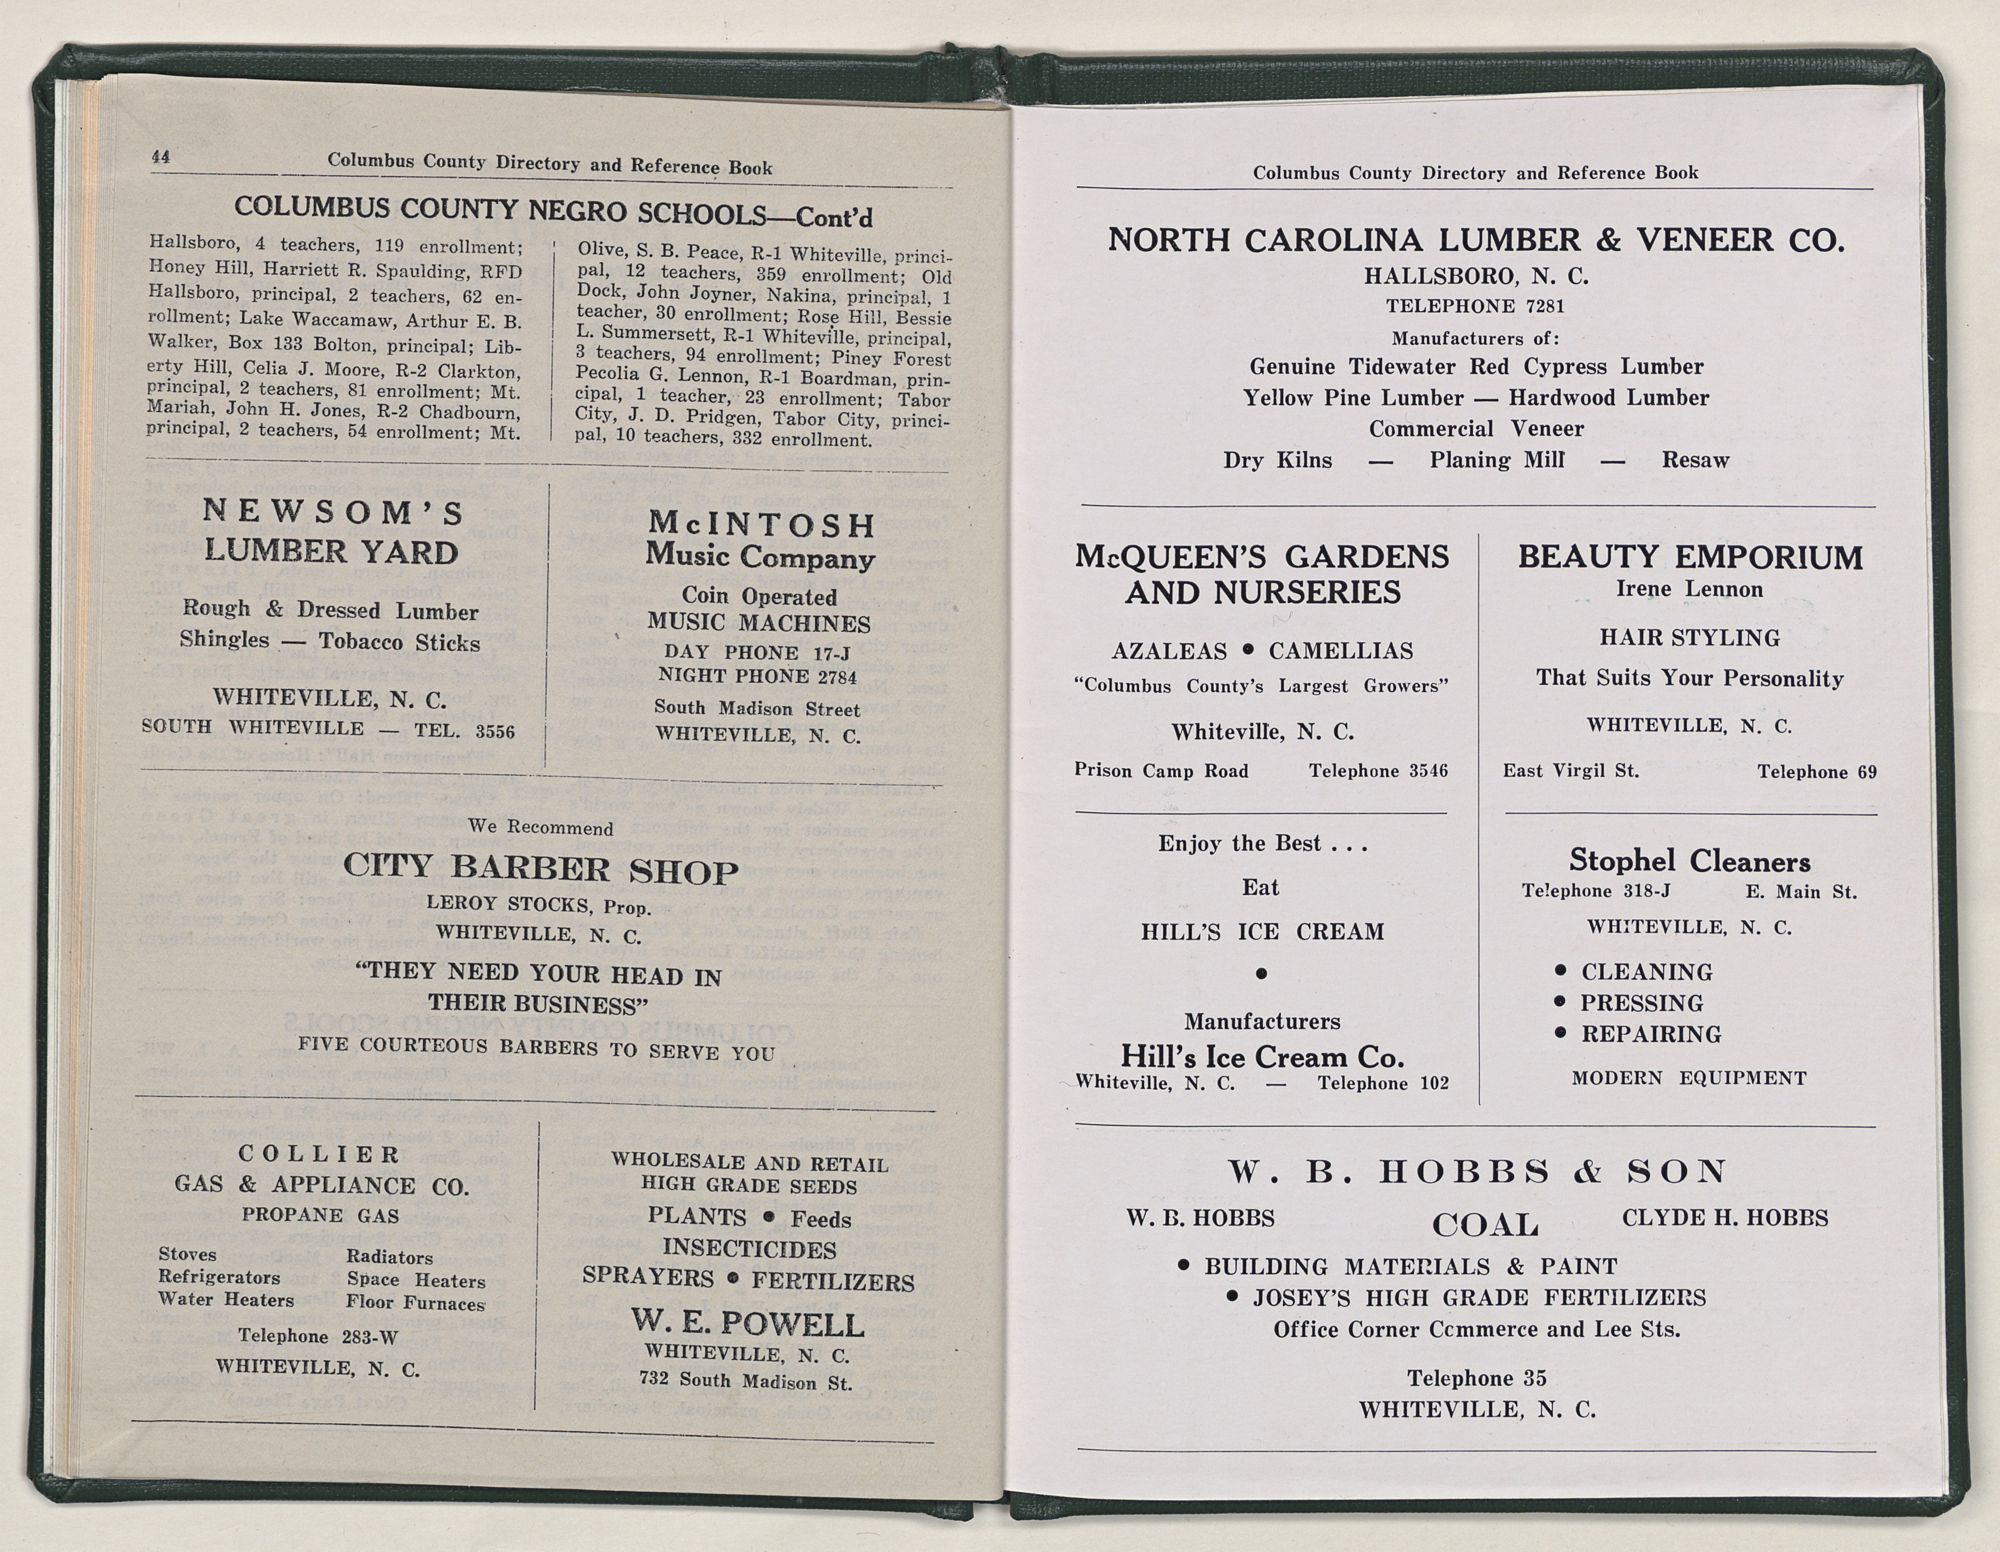 44
Columbus County Directory and Reference Book
COLUMBUS COUNTY NEGRO SCHOOLS—Cont'd
Hallsboro, 4 teachers, 119 enrollment;
Honey Hill, Harriett R. Spaulding, RFD
Hallsboro, principal, 2 teachers, 62 en-
rollment; Lake Waccamaw, Arthur E. B.
Walker, Box 133 Bolton, principal; Lib-
erty Hill, Celia J. Moore, R-2 Clarkton,
principal, 2 teachers, 81 enrollment; Mt.
Mariah, John H. Jones, R-2 Chadbourn,
principal, 2 teachers, 54 enrollment; Mt.
Olive, S. B. Peace, R-1 Whiteville, princi-
pal, 12 teachers, 359 enrollment; Old
Dock, John Joyner, Nakina, principal, 1
teacher, 30 enrollment; Rose Hill, Bessie
L. Summersett, R-1 Whiteville, principal,
3 teachers, 94 enrollment; Piney Forest
Pecolia G. Lennon, R-1 Boardman, prin-
cipal, 1 teacher, 23 enrollment; Tabor
City, J. D. Pridgen, Tabor City, princi-
pal, 10 teachers, 332 enrollment.
NEWSOM'S
LUMBER YARD
Rough & Dressed Lumber
Shingles — Tobacco Sticks
WHITEVILLE, N. C.
SOUTH WHITEVILLE — TEL. 3556
McINTOSH
Music Company
Coin Operated
MUSIC MACHINES
DAY PHONE 17-J
NIGHT PHONE 2784
South Madison Street
WHITEVILLE, N. C.
We Recommend
CITY BARBER SHOP
LEROY STOCKS, Prop.
WHITEVILLE, N. C.
"THEY NEED YOUR HEAD IN
THEIR BUSINESS"
FIVE COURTEOUS BARBERS TO SERVE YOU
COLLIER
GAS & APPLIANCE CO.
PROPANE GAS
Stoves Radiators
Refrigerators Space Heaters
Water Heaters Floor Furnaces
Telephone 283-W
WHITEVILLE, N. C.
WHOLESALE AND RETAIL
HIGH GRADE SEEDS
PLANTS • Feeds
INSECTICIDES
SPRAYERS • FERTILIZERS
W. E. POWELL
WHITEVILLE, N. C.
732 South Madison St.
Columbus County Directory and Reference Book
NORTH CAROLINA LUMBER & VENEER CO.
HALLSBORO, N. C.
TELEPHONE 7281
Manufacturers of:
Genuine Tidewater Red Cypress Lumber
Yellow Pine Lumber — Hardwood Lumber
Commercial Veneer
Dry Kilns — Planing Mill — Resaw
McQUEEN'S GARDENS
AND NURSERIES
AZALEAS • CAMELLIAS
"Columbus County's Largest Growers"
Whiteville, N. C.
Prison Camp Road Telephone 3546
BEAUTY EMPORIUM
Irene Lennon
HAIR STYLING
That Suits Your Personality
WHITEVILLE, N. C.
East Virgil St. Telephone 69
Enjoy the Best . . .
Eat
HILL'S ICE CREAM
•
Manufacturers
Hill's Ice Cream Co.
Whiteville, N. C. — Telephone 102
Stophel Cleaners
Telephone 318-J E. Main St.
WHITEVILLE, N. C.
• CLEANING
• PRESSING
• REPAIRING
MODERN EQUIPMENT
W. B. HOBBS & SON
W. B. HOBBS COAL CLYDE H. HOBBS
• BUILDING MATERIALS & PAINT
• JOSEY'S HIGH GRADE FERTILIZERS
Office Corner Commerce and Lee Sts.
Telephone 35
WHITEVILLE, N. C.